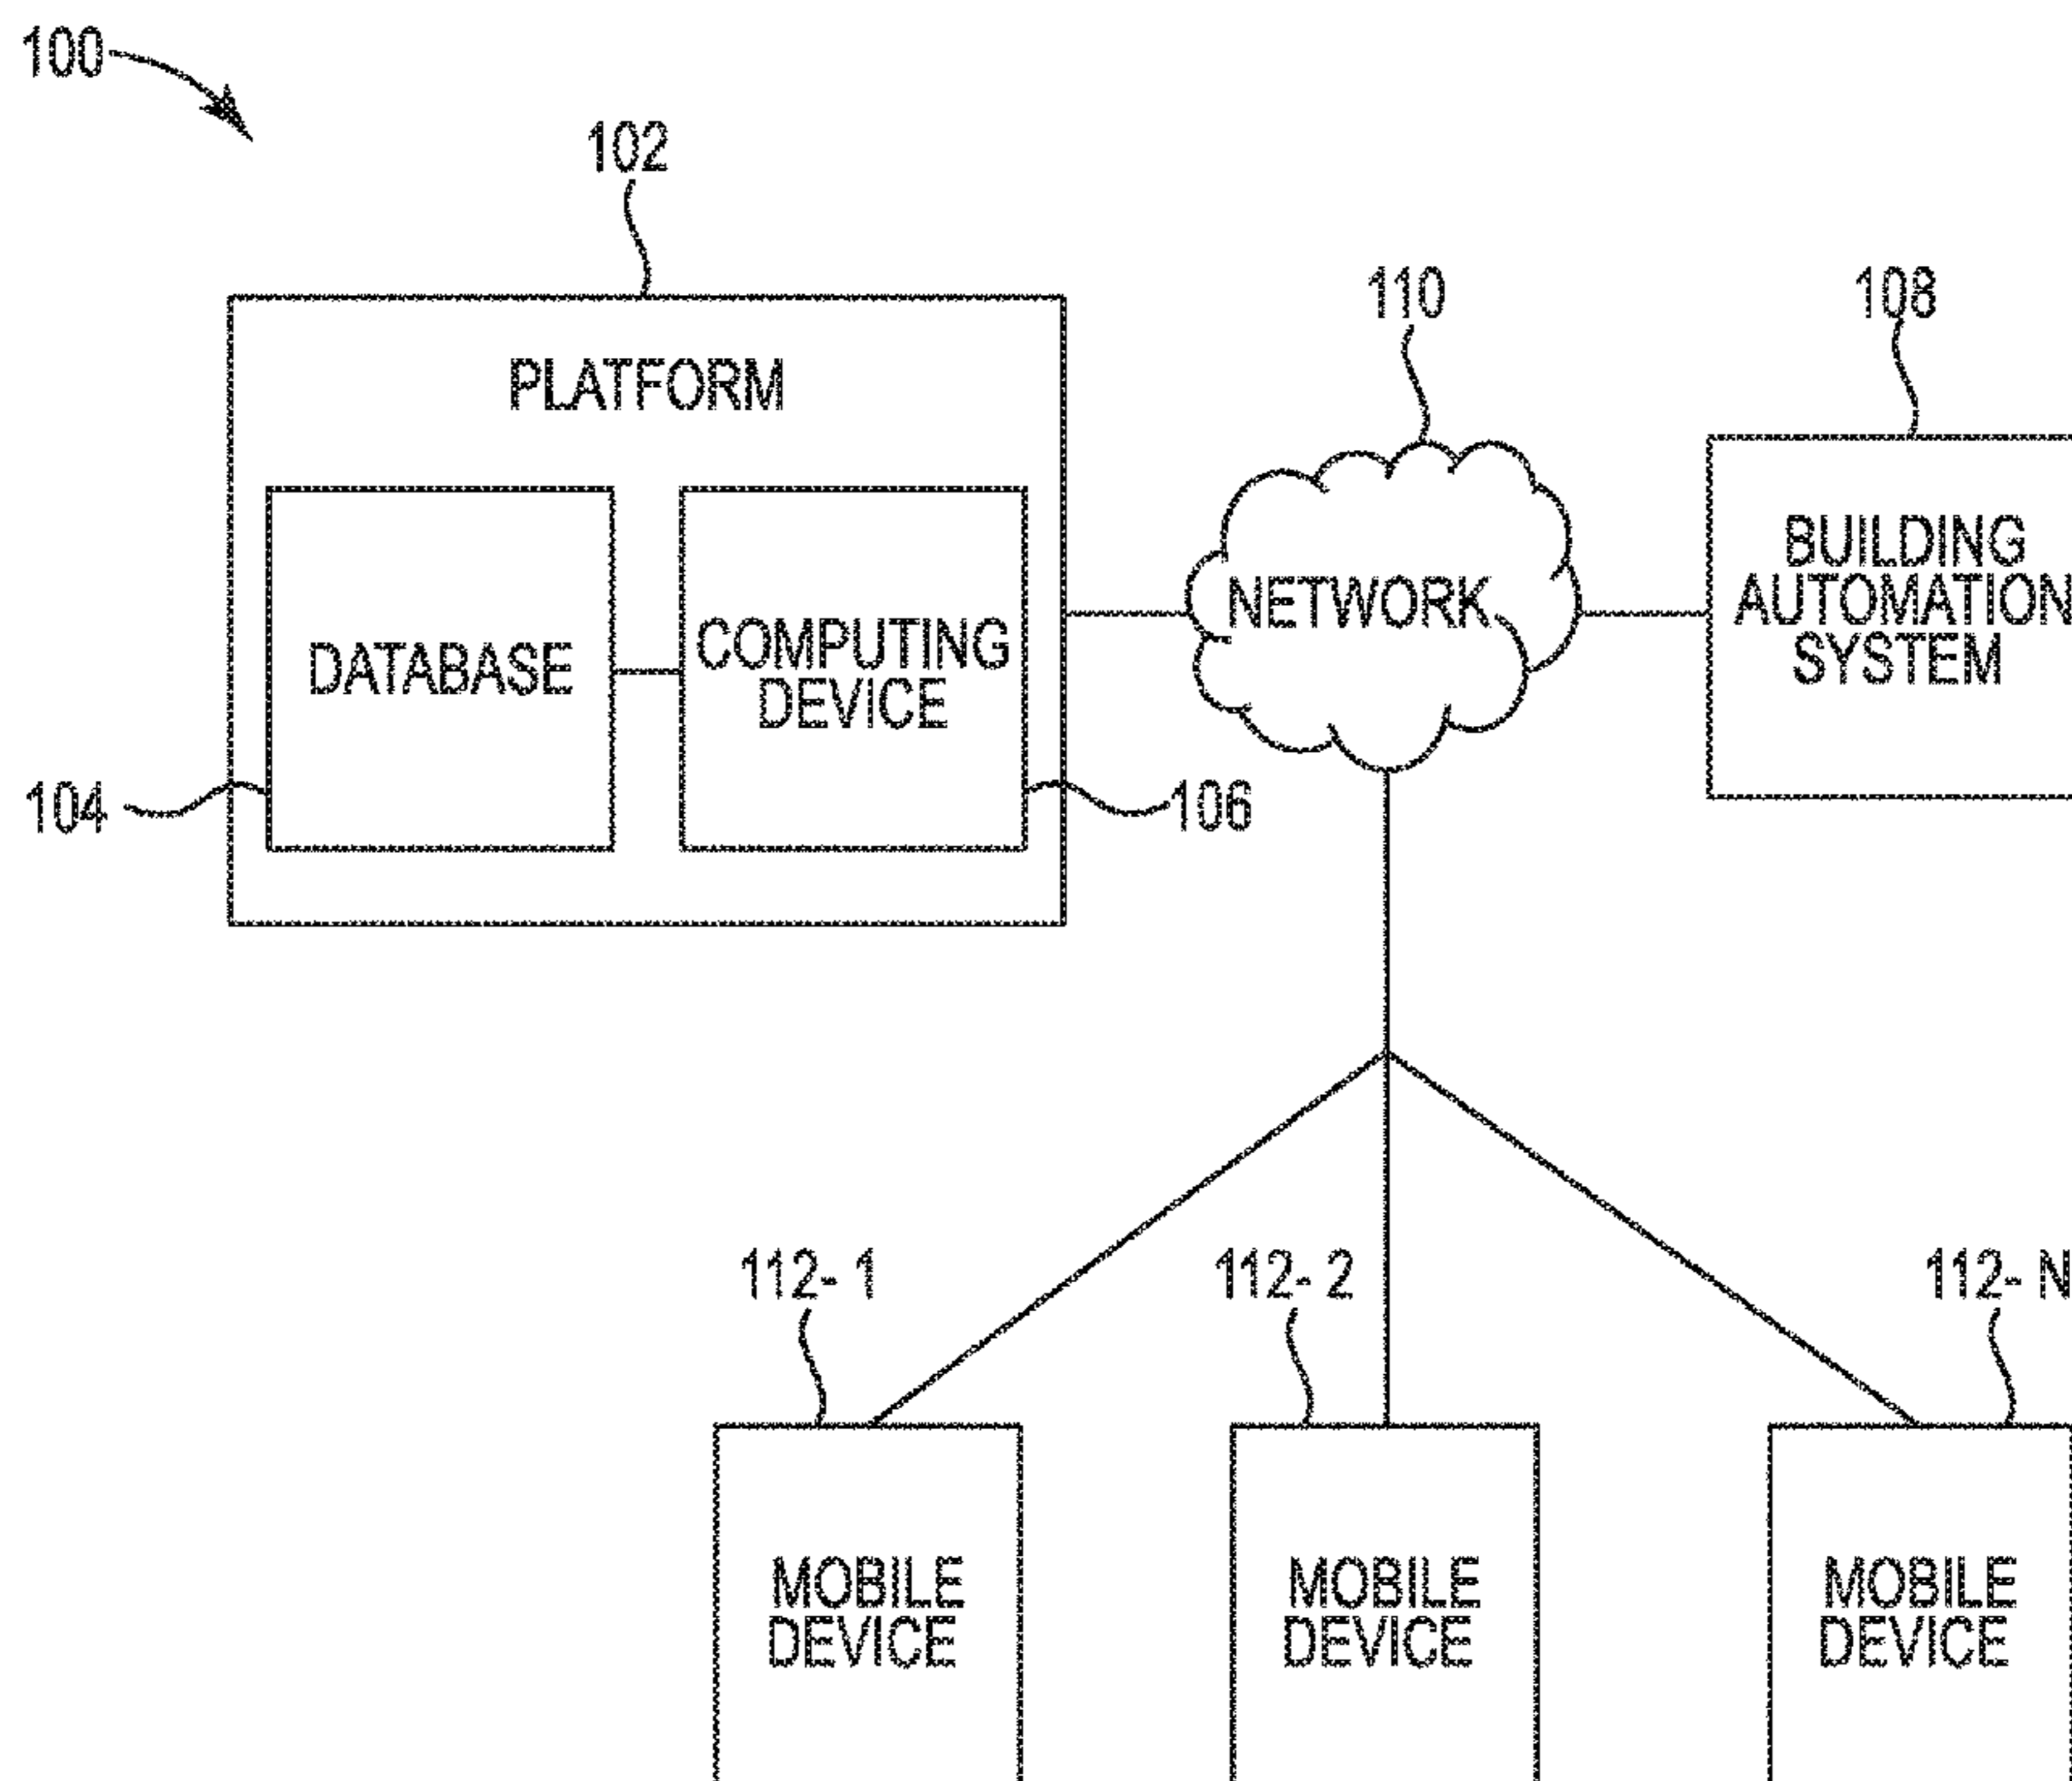 100
102
110
108
PLATFORM
BUILDING
AUTOMATION
SYSTEM
NETWORK
DATABASE
COMPUTING
DEVICE
104
106
112- 1
112- 2
112- N
MOBILE
DEVICE
MOBILE
DEVICE
MOBILE
DEVICE